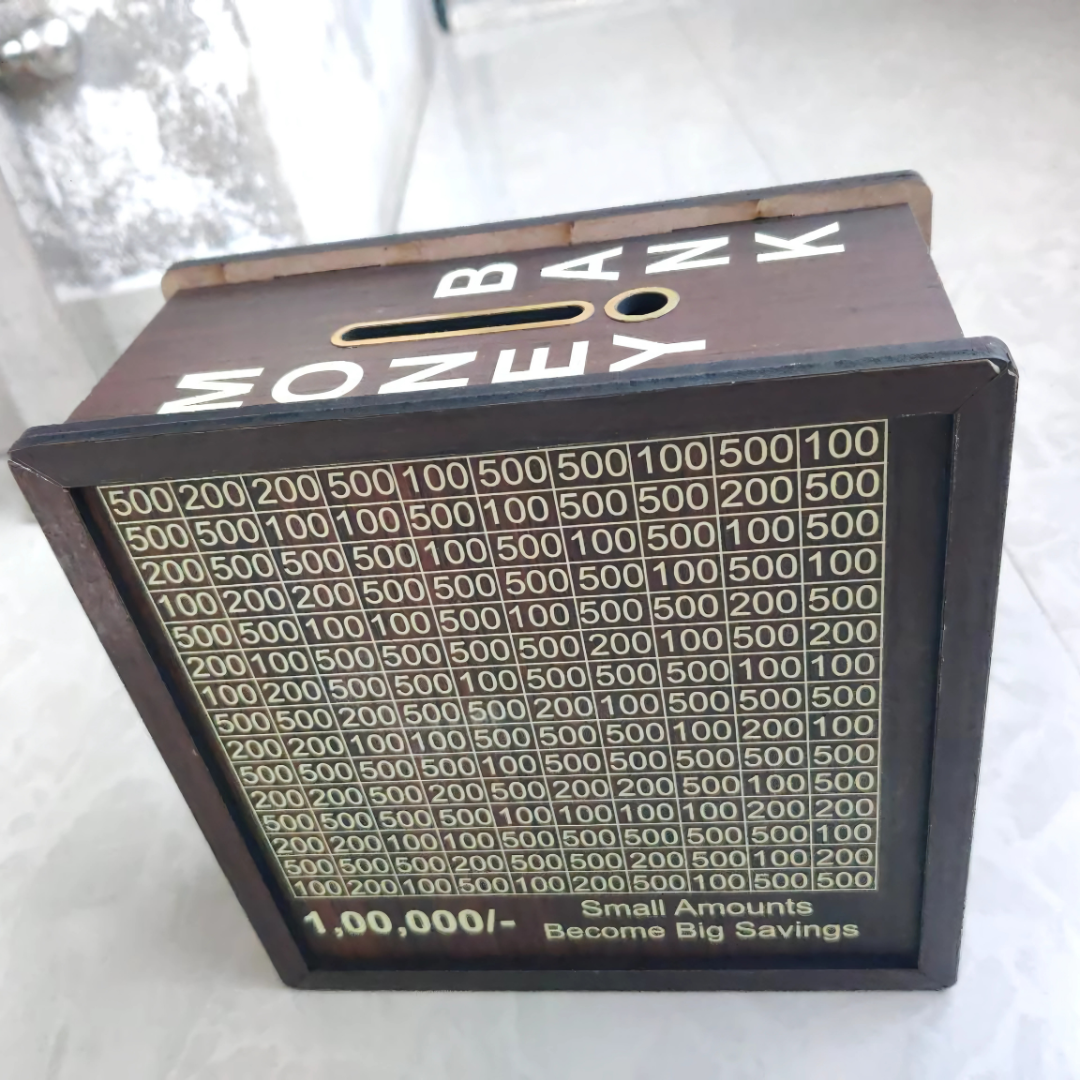 BANK
MONEY
500 200 200 500 100 500 500 100 500 100
500 500 100 100 500 100 500 500 200 500
200 500 500 500 100 500 100 500 100 500
100 200 200 500 500 500 500 100 500 100
500 500 100 100 500 100 500 500 200 500
200 100 500 500 500 500 200 100 500 200
100 200 500 500 100 500 500 500 100 100
500 500 200 500 500 200 100 500 500 500
200 200 100 100 500 500 500 100 200 100
500 500 500 500 100 500 500 500 500 500
200 200 500 200 500 200 200 500 100 500
500 500 500 500 100 100 100 100 200 200
200 200 100 100 500 500 500 500 500 100
500 500 500 200 500 500 200 500 100 200
100 200 100 500 100 200 500 100 500 500
1,00,000/-
Small Amounts
Become Big Savings